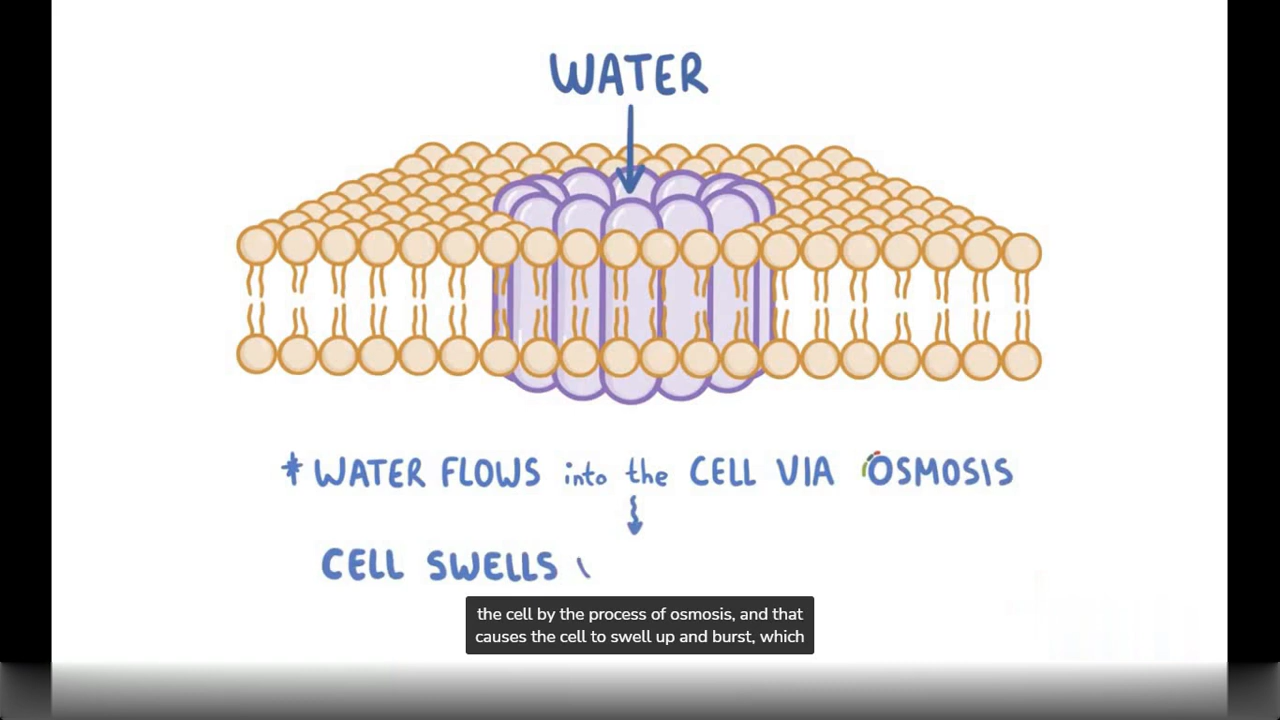 WATER
* WATER FLOWS into the CELL VIA OSMOSIS
CELL SWELLS
the cell by the process of osmosis, and that
causes the cell to swell up and burst, which